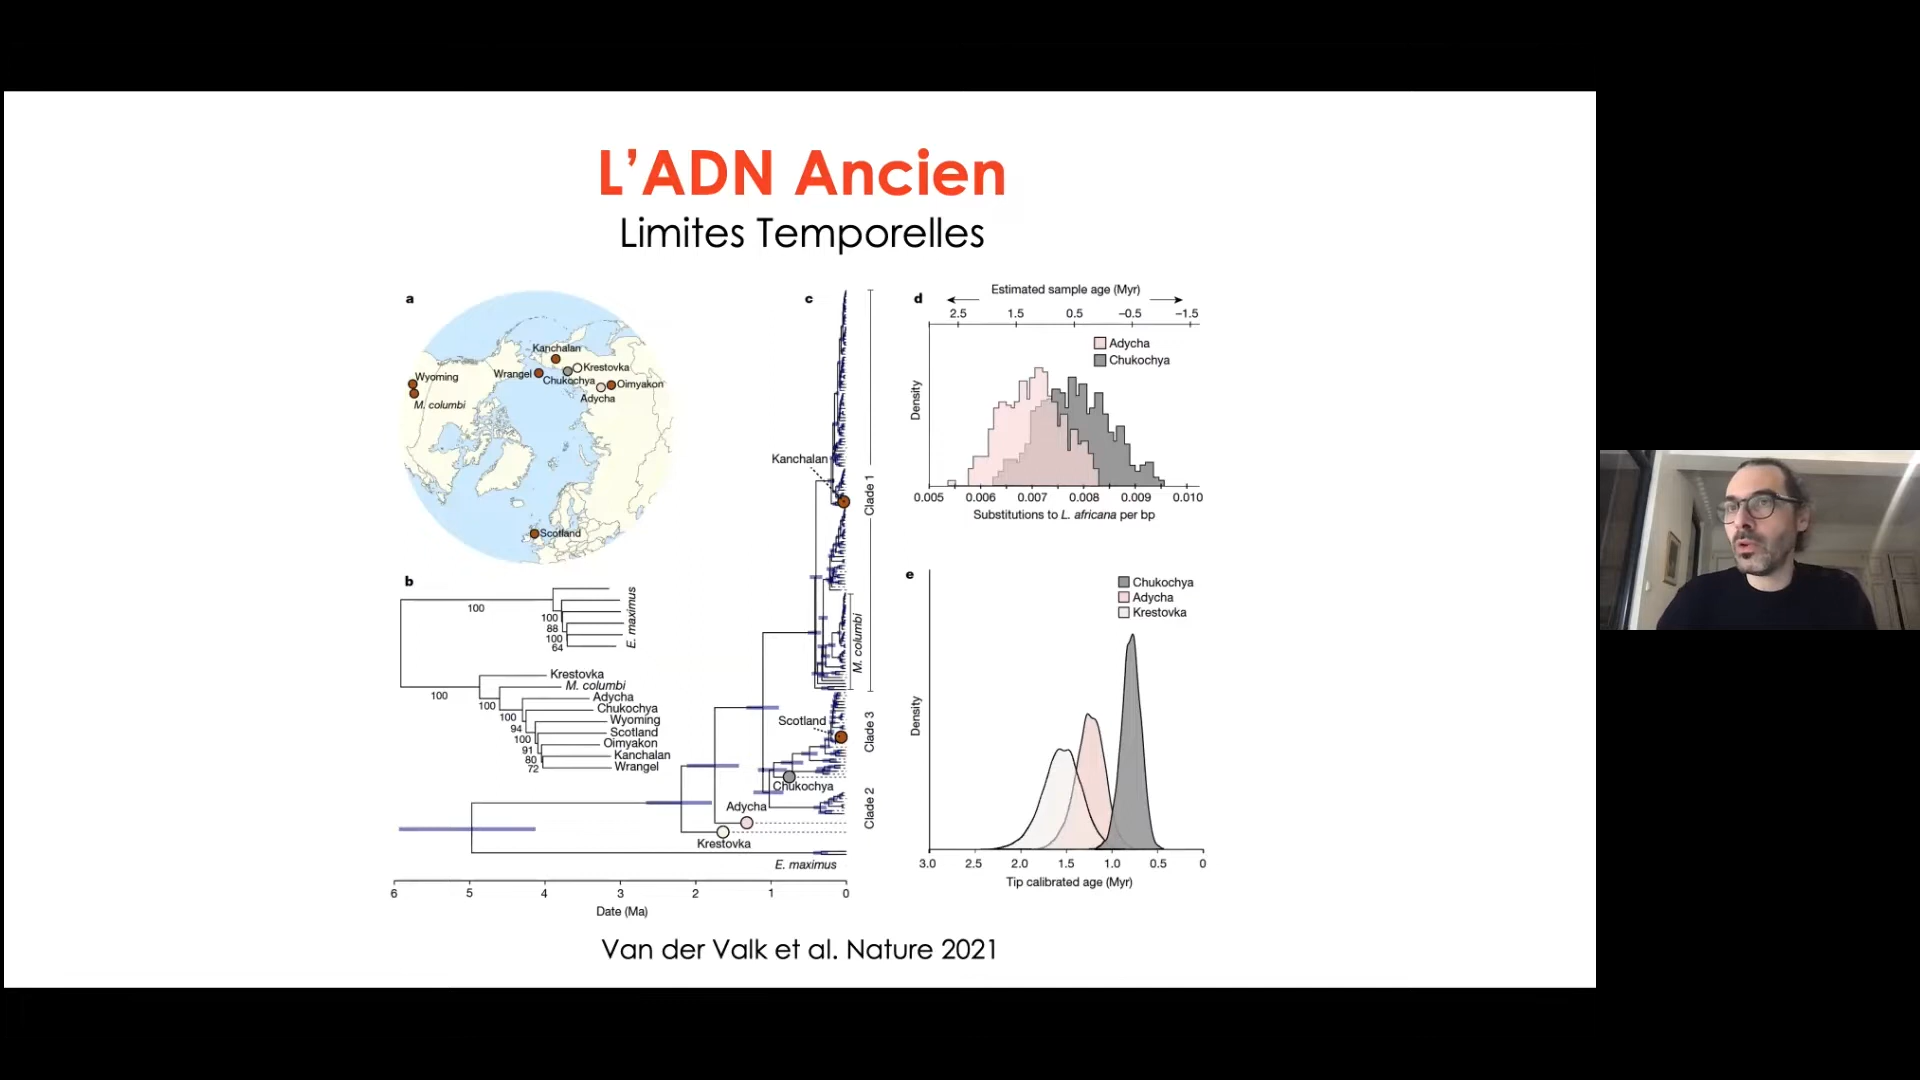 L’ADN Ancien
Limites Temporelles
a
Kanchalan
Wrangel
Krestovka
Chukochya
Oimyakon
Adycha
Wyoming
M. columbi
Scotland
b
100
100
88
100
64
E. maximus
100
Krestovka
M. columbi
100
Adycha
100
Chukochya
94
Wyoming
100
Scotland
91
Oimyakon
80
Kanchalan
72
Wrangel
c
Kanchalan
Clade 1
M. columbi
Scotland
Clade 3
Chukochya
Clade 2
Adycha
Krestovka
E. maximus
6 5 4 3 2 1 0
Date (Ma)
d
Estimated sample age (Myr)
2.5 1.5 0.5 –0.5 –1.5
Adycha
Chukochya
Density
0.005 0.006 0.007 0.008 0.009 0.010
Substitutions to L. africana per bp
e
Chukochya
Adycha
Krestovka
Density
3.0 2.5 2.0 1.5 1.0 0.5 0
Tip calibrated age (Myr)
Van der Valk et al. Nature 2021